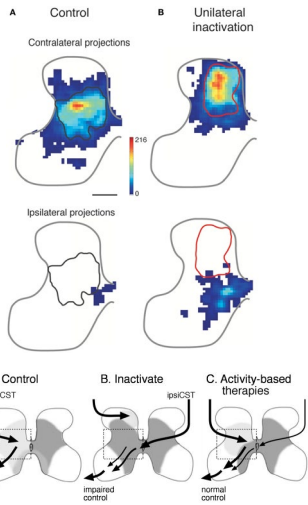 A Control B Unilateral inactivation
Contralateral projections
216
0
Ipsilateral projections
Control B. Inactivate C. Activity-based therapies
CST ipsiCST
impaired control
normal control